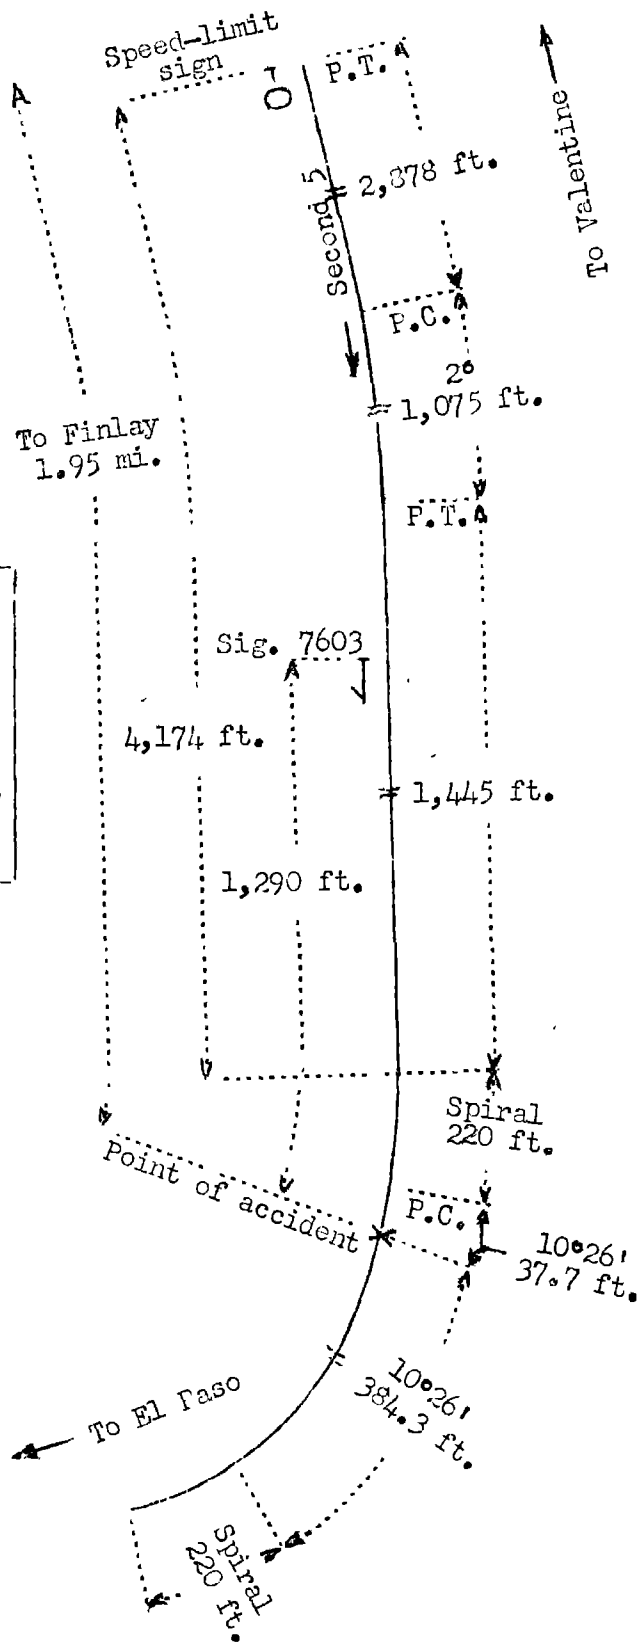 Speed-limit
sign
P.T.
2,878 ft.
To Valentine
Second 5
P.C.
2°
1,075 ft.
To Finlay
1.95 mi.
P.T.
Sig. 7603
4,174 ft.
1,445 ft.
1,290 ft.
Spiral
220 ft.
Point of accident
P.C.
10°26'
37.7 ft.
10°26'
384.3 ft.
To El Paso
Spiral
220 ft.